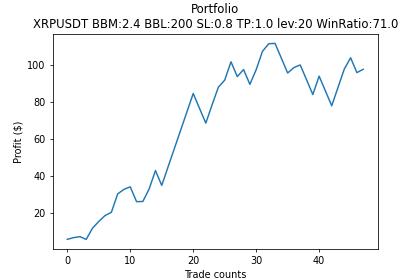 Portfolio
XRPUSDT BBM:2.4 BBL:200 SL:0.8 TP:1.0 lev:20 WinRatio:71.0
Profit ($)
100
80
60
40
20
0
10
20
30
40
Trade counts